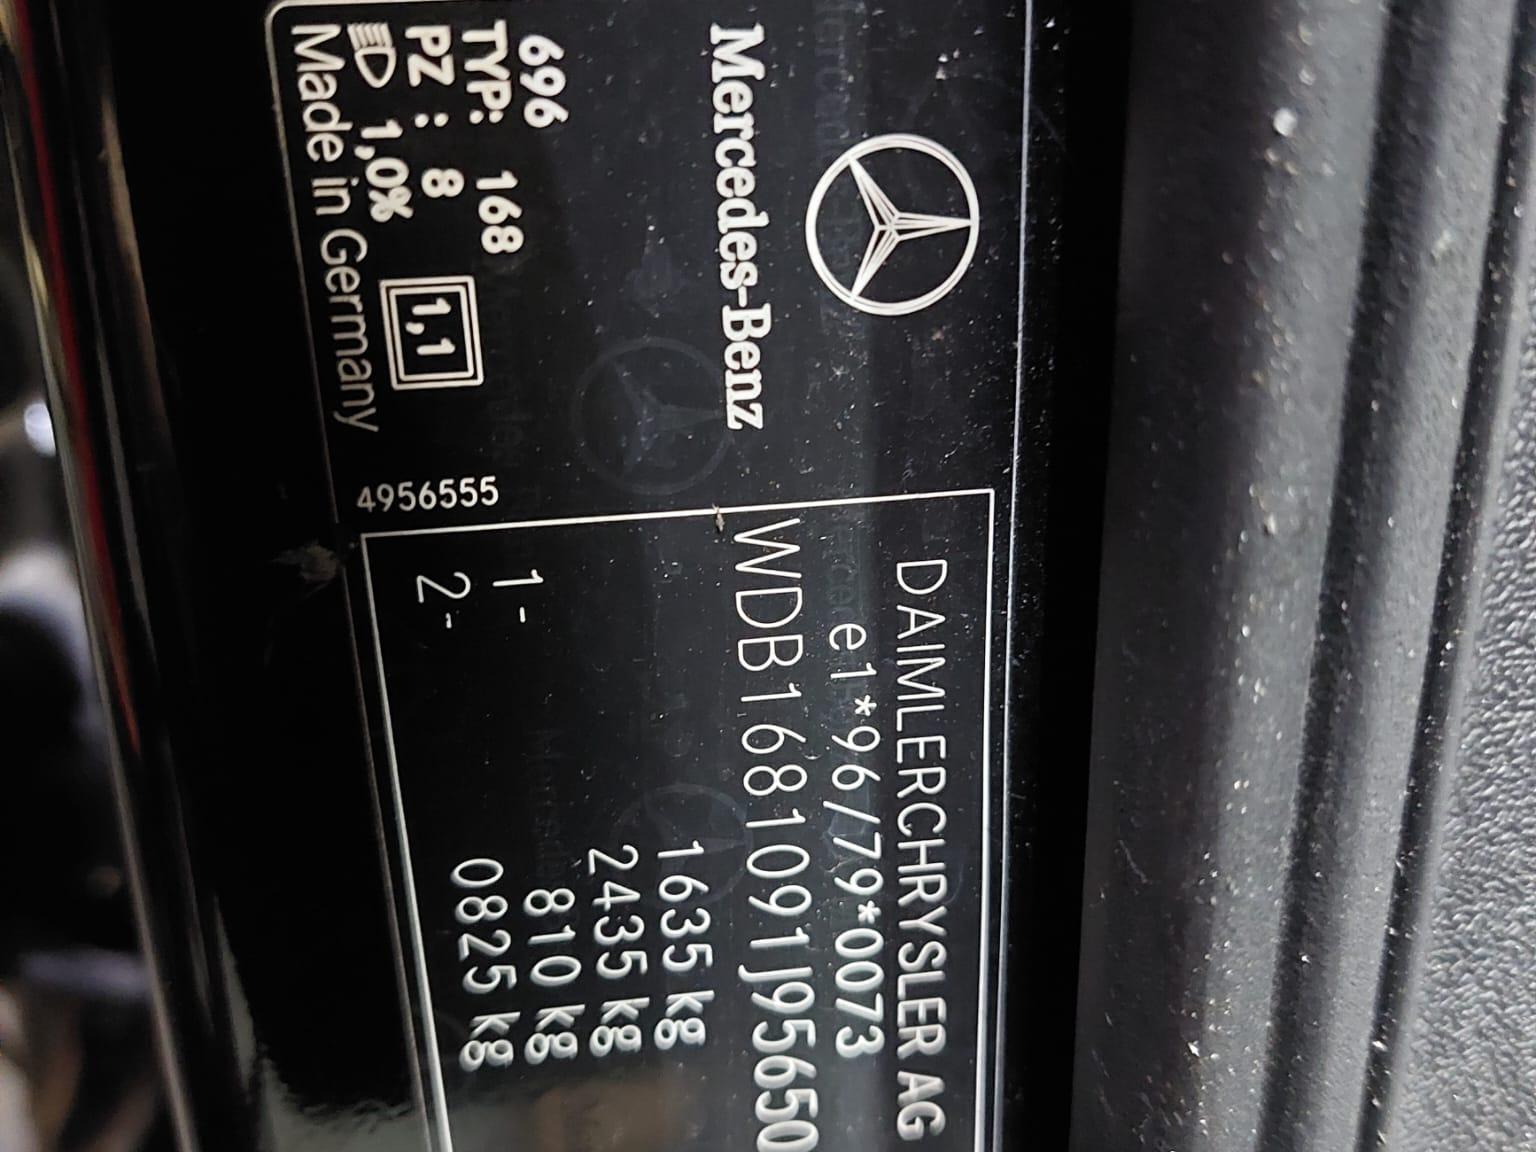 Mercedes-Benz
696
TYP: 168
PZ : 8
1,0%
1,1
Made in Germany
4956555
DAIMLERCHRYSLER AG
e1*96/79*0073
WDB1681091J95650
1635 kg
2435 kg
1- 810 kg
2- 0825 kg